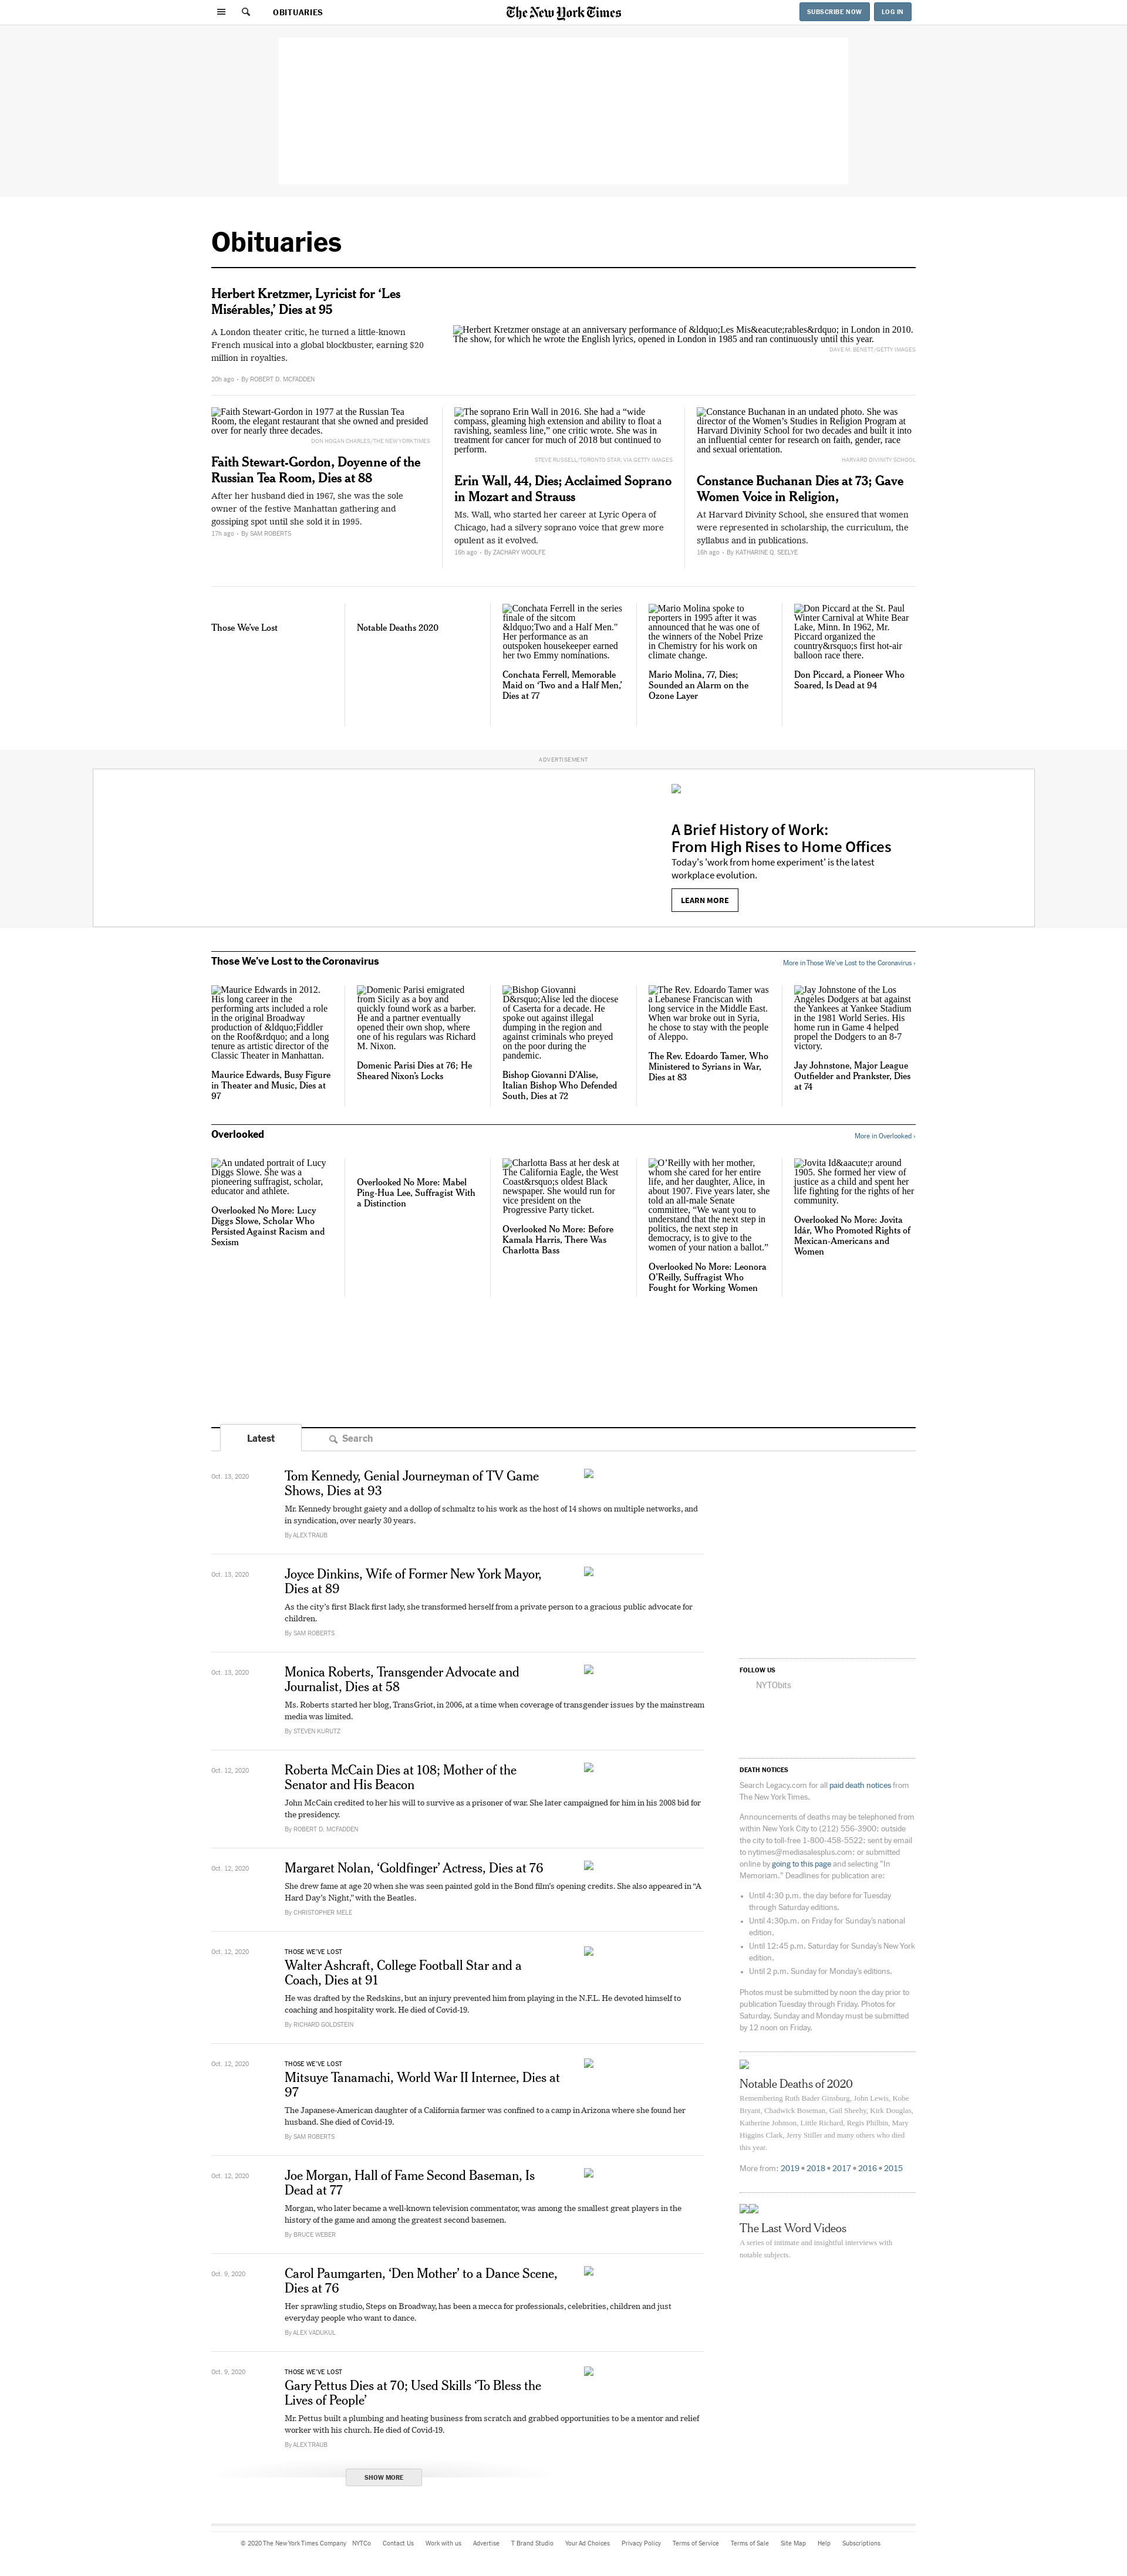 OBITUARIES
The New York Times
SUBSCRIBE NOW
LOG IN
Obituaries
Herbert Kretzmer, Lyricist for ‘Les
Misérables,’ Dies at 95
A London theater critic, he turned a little-known
French musical into a global blockbuster, earning $20
million in royalties.
20h ago · By ROBERT D. MCFADDEN
Herbert Kretzmer onstage at an anniversary performance of &ldquo;Les Mis&eacute;rables&rdquo; in London in 2010.
The show, for which he wrote the English lyrics, opened in London in 1985 and ran continuously until this year.
DAVE M. BENETT/GETTY IMAGES
Faith Stewart-Gordon in 1977 at the Russian Tea
Room, the elegant restaurant that she owned and presided
over for nearly three decades.
DON HOGAN CHARLES/THE NEW YORK TIMES
Faith Stewart-Gordon, Doyenne of the
Russian Tea Room, Dies at 88
After her husband died in 1967, she was the sole
owner of the festive Manhattan gathering and
gossiping spot until she sold it in 1995.
17h ago · By SAM ROBERTS
The soprano Erin Wall in 2016. She had a “wide
compass, gleaming high extension and ability to float a
ravishing, seamless line,” one critic wrote. She was in
treatment for cancer for much of 2018 but continued to
perform.
STEVE RUSSELL/TORONTO STAR, VIA GETTY IMAGES
Erin Wall, 44, Dies; Acclaimed Soprano
in Mozart and Strauss
Ms. Wall, who started her career at Lyric Opera of
Chicago, had a silvery soprano voice that grew more
opulent as it evolved.
16h ago · By ZACHARY WOOLFE
Constance Buchanan in an undated photo. She was
director of the Women’s Studies in Religion Program at
Harvard Divinity School for two decades and built it into
an influential center for research on faith, gender, race
and sexual orientation.
HARVARD DIVINITY SCHOOL
Constance Buchanan Dies at 73; Gave
Women Voice in Religion,
At Harvard Divinity School, she ensured that women
were represented in scholarship, the curriculum, the
syllabus and in publications.
16h ago · By KATHARINE Q. SEELYE
Those We’ve Lost
Notable Deaths 2020
Conchata Ferrell in the series
finale of the sitcom
&ldquo;Two and a Half Men."
Her performance as an
outspoken housekeeper earned
her two Emmy nominations.
Conchata Ferrell, Memorable
Maid on ‘Two and a Half Men,’
Dies at 77
Mario Molina spoke to
reporters in 1995 after it was
announced that he was one of
the winners of the Nobel Prize
in Chemistry for his work on
climate change.
Mario Molina, 77, Dies;
Sounded an Alarm on the
Ozone Layer
Don Piccard at the St. Paul
Winter Carnival at White Bear
Lake, Minn. In 1962, Mr.
Piccard organized the
country&rsquo;s first hot-air
balloon race there.
Don Piccard, a Pioneer Who
Soared, Is Dead at 94
ADVERTISEMENT
A Brief History of Work:
From High Rises to Home Offices
Today's 'work from home experiment' is the latest
workplace evolution.
LEARN MORE
Those We’ve Lost to the Coronavirus
More in Those We’ve Lost to the Coronavirus ›
Maurice Edwards in 2012.
His long career in the
performing arts included a role
in the original Broadway
production of &ldquo;Fiddler
on the Roof&rdquo; and a long
tenure as artistic director of the
Classic Theater in Manhattan.
Maurice Edwards, Busy Figure
in Theater and Music, Dies at
97
Domenic Parisi emigrated
from Sicily as a boy and
quickly found work as a barber.
He and a partner eventually
opened their own shop, where
one of his regulars was Richard
M. Nixon.
Domenic Parisi Dies at 76; He
Sheared Nixon’s Locks
Bishop Giovanni
D&rsquo;Alise led the diocese
of Caserta for a decade. He
spoke out against illegal
dumping in the region and
against criminals who preyed
on the poor during the
pandemic.
Bishop Giovanni D’Alise,
Italian Bishop Who Defended
South, Dies at 72
The Rev. Edoardo Tamer was
a Lebanese Franciscan with
long service in the Middle East.
When war broke out in Syria,
he chose to stay with the people
of Aleppo.
The Rev. Edoardo Tamer, Who
Ministered to Syrians in War,
Dies at 83
Jay Johnstone of the Los
Angeles Dodgers at bat against
the Yankees at Yankee Stadium
in the 1981 World Series. His
home run in Game 4 helped
propel the Dodgers to an 8-7
victory.
Jay Johnstone, Major League
Outfielder and Prankster, Dies
at 74
Overlooked
More in Overlooked ›
An undated portrait of Lucy
Diggs Slowe. She was a
pioneering suffragist, scholar,
educator and athlete.
Overlooked No More: Lucy
Diggs Slowe, Scholar Who
Persisted Against Racism and
Sexism
Overlooked No More: Mabel
Ping-Hua Lee, Suffragist With
a Distinction
Charlotta Bass at her desk at
The California Eagle, the West
Coast&rsquo;s oldest Black
newspaper. She would run for
vice president on the
Progressive Party ticket.
Overlooked No More: Before
Kamala Harris, There Was
Charlotta Bass
O’Reilly with her mother,
whom she cared for her entire
life, and her daughter, Alice, in
about 1907. Five years later, she
told an all-male Senate
committee, “We want you to
understand that the next step in
politics, the next step in
democracy, is to give to the
women of your nation a ballot.”
Overlooked No More: Leonora
O’Reilly, Suffragist Who
Fought for Working Women
Jovita Id&aacute;r around
1905. She formed her view of
justice as a child and spent her
life fighting for the rights of her
community.
Overlooked No More: Jovita
Idár, Who Promoted Rights of
Mexican-Americans and
Women
Latest
Search
Oct. 13, 2020
Tom Kennedy, Genial Journeyman of TV Game
Shows, Dies at 93
Mr. Kennedy brought gaiety and a dollop of schmaltz to his work as the host of 14 shows on multiple networks, and
in syndication, over nearly 30 years.
By ALEX TRAUB
Oct. 13, 2020
Joyce Dinkins, Wife of Former New York Mayor,
Dies at 89
As the city’s first Black first lady, she transformed herself from a private person to a gracious public advocate for
children.
By SAM ROBERTS
Oct. 13, 2020
Monica Roberts, Transgender Advocate and
Journalist, Dies at 58
Ms. Roberts started her blog, TransGriot, in 2006, at a time when coverage of transgender issues by the mainstream
media was limited.
By STEVEN KURUTZ
Oct. 12, 2020
Roberta McCain Dies at 108; Mother of the
Senator and His Beacon
John McCain credited to her his will to survive as a prisoner of war. She later campaigned for him in his 2008 bid for
the presidency.
By ROBERT D. MCFADDEN
Oct. 12, 2020
Margaret Nolan, ‘Goldfinger’ Actress, Dies at 76
She drew fame at age 20 when she was seen painted gold in the Bond film’s opening credits. She also appeared in “A
Hard Day’s Night,” with the Beatles.
By CHRISTOPHER MELE
Oct. 12, 2020
THOSE WE’VE LOST
Walter Ashcraft, College Football Star and a
Coach, Dies at 91
He was drafted by the Redskins, but an injury prevented him from playing in the N.F.L. He devoted himself to
coaching and hospitality work. He died of Covid-19.
By RICHARD GOLDSTEIN
Oct. 12, 2020
THOSE WE’VE LOST
Mitsuye Tanamachi, World War II Internee, Dies at
97
The Japanese-American daughter of a California farmer was confined to a camp in Arizona where she found her
husband. She died of Covid-19.
By SAM ROBERTS
Oct. 12, 2020
Joe Morgan, Hall of Fame Second Baseman, Is
Dead at 77
Morgan, who later became a well-known television commentator, was among the smallest great players in the
history of the game and among the greatest second basemen.
By BRUCE WEBER
Oct. 9, 2020
Carol Paumgarten, ‘Den Mother’ to a Dance Scene,
Dies at 76
Her sprawling studio, Steps on Broadway, has been a mecca for professionals, celebrities, children and just
everyday people who want to dance.
By ALEX VADUKUL
Oct. 9, 2020
THOSE WE’VE LOST
Gary Pettus Dies at 70; Used Skills ‘To Bless the
Lives of People’
Mr. Pettus built a plumbing and heating business from scratch and grabbed opportunities to be a mentor and relief
worker with his church. He died of Covid-19.
By ALEX TRAUB
SHOW MORE
FOLLOW US
NYTObits
DEATH NOTICES
Search Legacy.com for all paid death notices from
The New York Times.
Announcements of deaths may be telephoned from
within New York City to (212) 556-3900; outside
the city to toll-free 1-800-458-5522; sent by email
to nytimes@mediasalesplus.com; or submitted
online by going to this page and selecting "In
Memoriam." Deadlines for publication are:
• Until 4:30 p.m. the day before for Tuesday
through Saturday editions.
• Until 4:30p.m. on Friday for Sunday’s national
edition.
• Until 12:45 p.m. Saturday for Sunday’s New York
edition.
• Until 2 p.m. Sunday for Monday’s editions.
Photos must be submitted by noon the day prior to
publication Tuesday through Friday. Photos for
Saturday, Sunday and Monday must be submitted
by 12 noon on Friday.
Notable Deaths of 2020
Remembering Ruth Bader Ginsburg, John Lewis, Kobe
Bryant, Chadwick Boseman, Gail Sheehy, Kirk Douglas,
Katherine Johnson, Little Richard, Regis Philbin, Mary
Higgins Clark, Jerry Stiller and many others who died
this year.
More from: 2019 • 2018 • 2017 • 2016 • 2015
The Last Word Videos
A series of intimate and insightful interviews with
notable subjects.
© 2020 The New York Times Company NYTCo Contact Us Work with us Advertise T Brand Studio Your Ad Choices Privacy Policy Terms of Service Terms of Sale Site Map Help Subscriptions